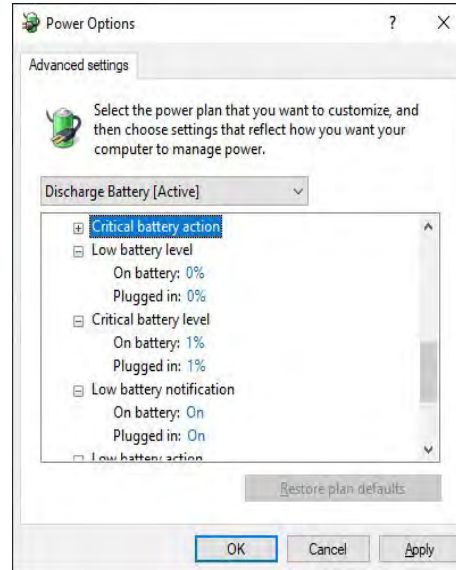 Power Options
?
X
Advanced settings
Select the power plan that you want to customize, and
then choose settings that reflect how you want your
computer to manage power.
Discharge Battery [Active]
Critical battery action
Low battery level
On battery: 0%
Plugged in: 0%
Critical battery level
On battery: 1%
Plugged in: 1%
Low battery notification
On battery: On
Plugged in: On
Low battery action
Restore plan defaults
OK
Cancel
Apply